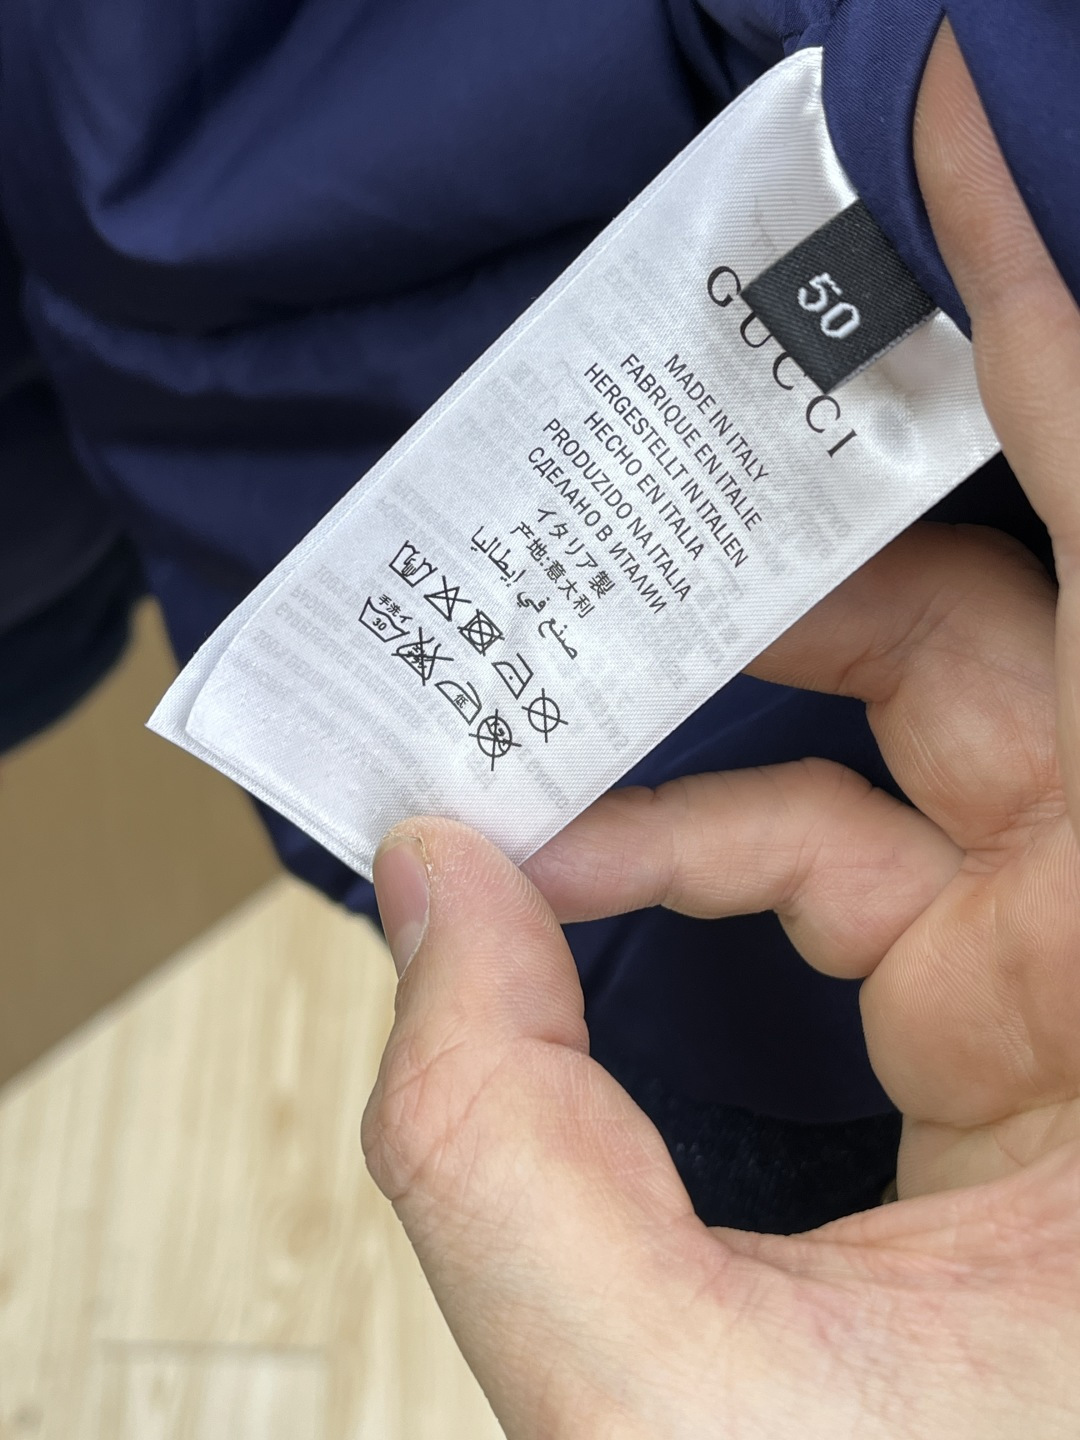 50
GUCCI
MADE IN ITALY
FABRIQUE EN ITALIE
HERGESTELLT IN ITALIEN
HECHO EN ITALIA
PRODUZIDO NA ITALIA
СДЕЛАНО В ИТАЛИИ
イタリア製
产地:意大利
صنع في إيطاليا
手洗イ
30
低